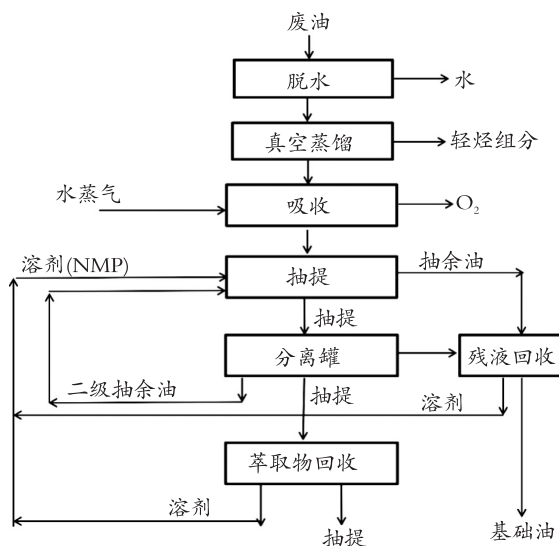 废油
脱水
水
真空蒸馏
轻烃组分
水蒸气
吸收
O₂
溶剂(NMP)
抽提
抽余油
抽提
分离罐
残液回收
二级抽余油
抽提
溶剂
萃取物回收
溶剂
抽提
基础油